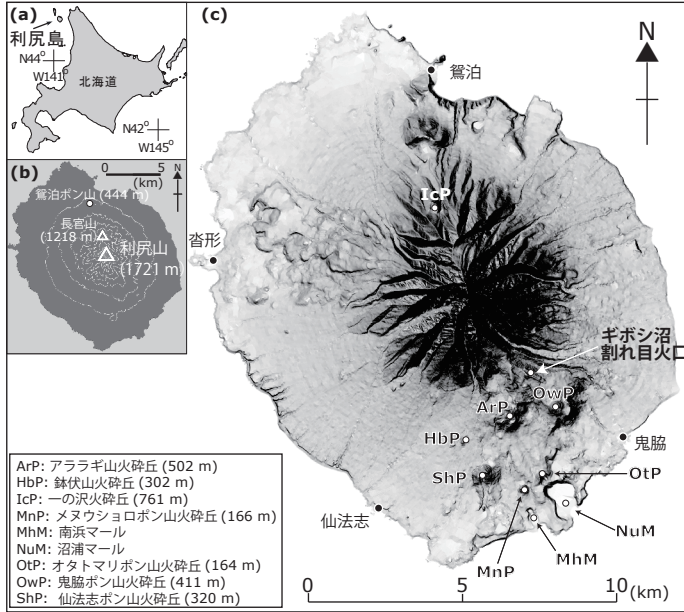 (a)
利尻島
N44°
W141°
北海道
N42°
W145°
(b)
0 5
(km)
N
鴛泊ポン山 (444 m)
長官山
(1218 m)
利尻山
(1721 m)
(c)
N
鴛泊
IcP
沓形
ギボシ沼
割れ目火口
OwP
ArP
HbP
鬼脇
ShP
OtP
仙法志
NuM
MnP
MhM
0 5 10 (km)
ArP: アララギ山火砕丘 (502 m)
HbP: 鉢伏山火砕丘 (302 m)
IcP: 一の沢火砕丘 (761 m)
MnP: メヌウショロポン山火砕丘 (166 m)
MhM: 南浜マール
NuM: 沼浦マール
OtP: オタトマリポン山火砕丘 (164 m)
OwP: 鬼脇ポン山火砕丘 (411 m)
ShP: 仙法志ポン山火砕丘 (320 m)